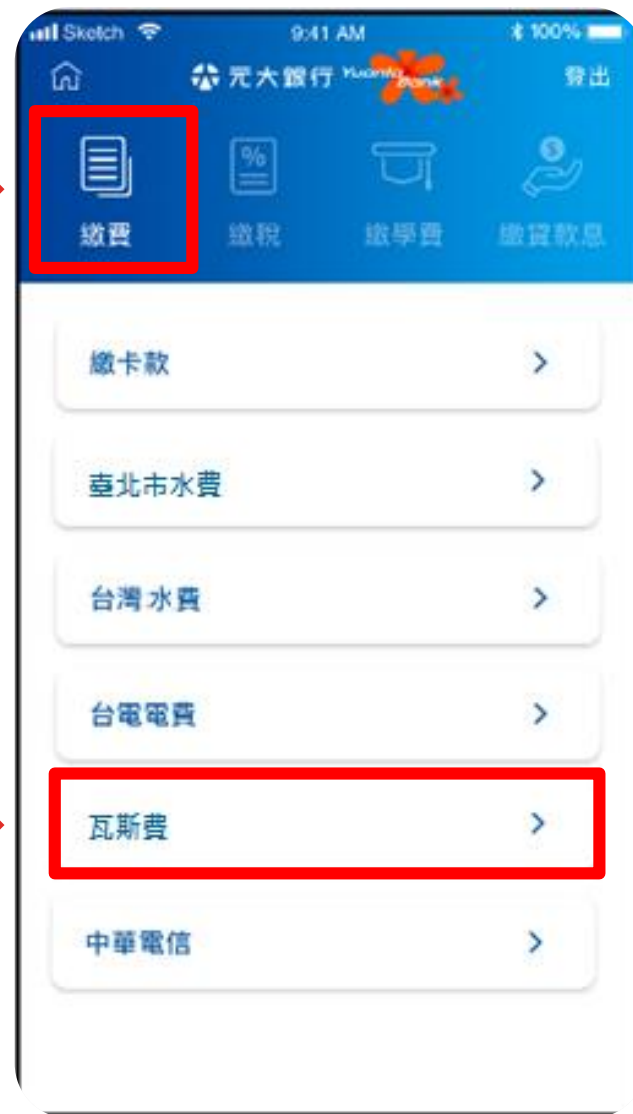 Sketch 9:41 AM 100%
元大銀行 Yuanta Bank 登出
繳費 繳稅 繳學費 繳貸款息
繳卡款
臺北市水費
台灣水費
台電電費
瓦斯費
中華電信